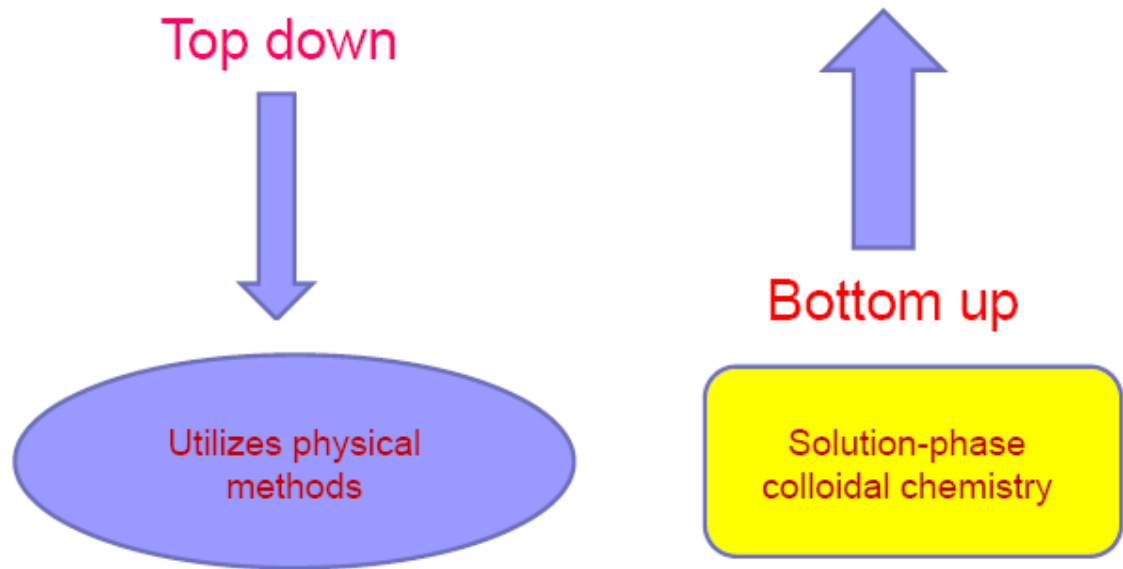 Top down
Bottom up
Utilizes physical
methods
Solution-phase
colloidal chemistry